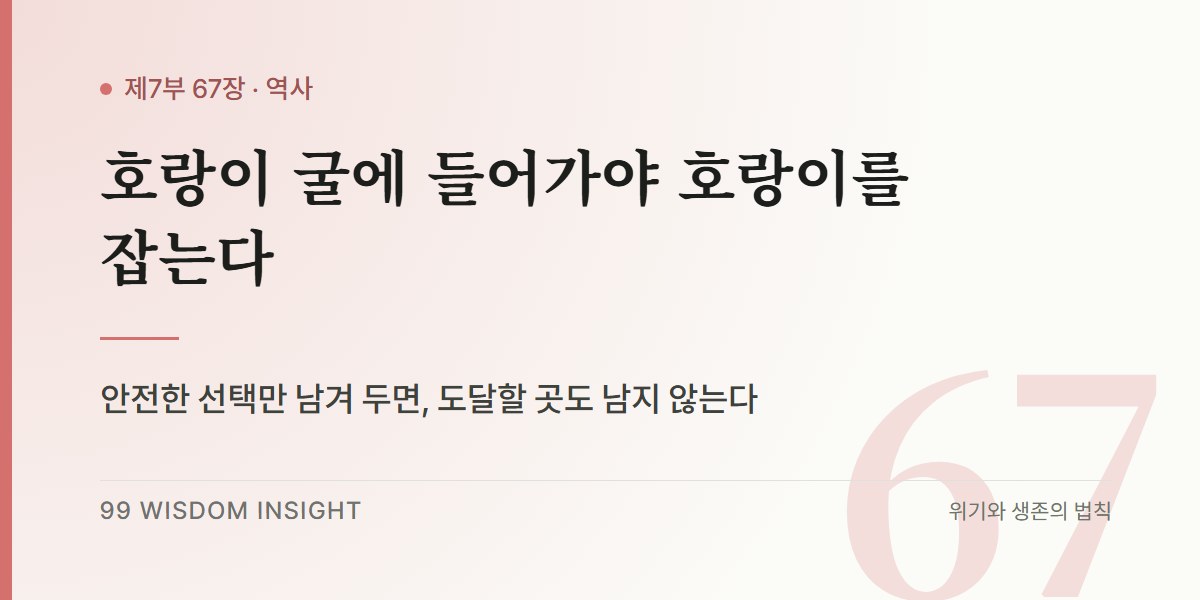 제7부 67장 · 역사
호랑이 굴에 들어가야 호랑이를
잡는다
안전한 선택만 남겨 두면, 도달할 곳도 남지 않는다
99 WISDOM INSIGHT
위기와 생존의 법칙
67